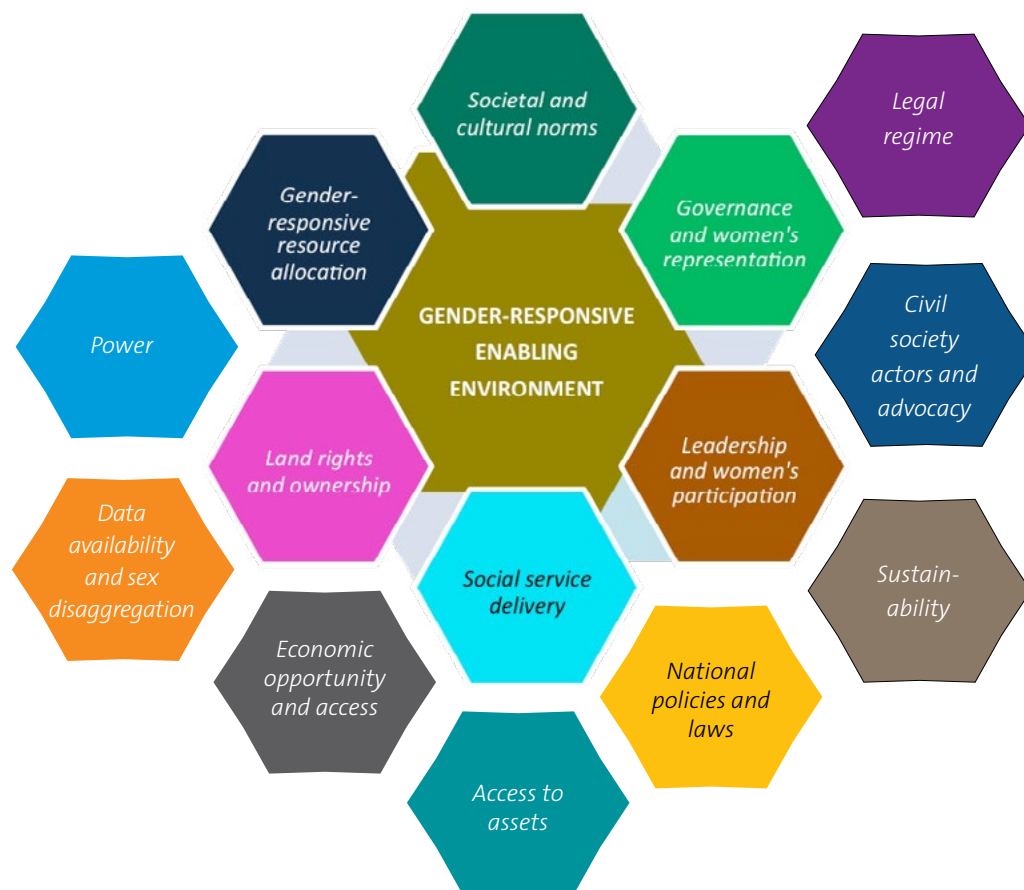 Societal and
cultural norms
Legal
regime
Gender-
responsive
resource
allocation
Governance
and women's
representation
GENDER-RESPONSIVE
ENABLING
ENVIRONMENT
Power
Civil
society
actors and
advocacy
Land rights
and ownership
Leadership
and women's
participation
Data
availability
and sex
disaggregation
Social service
delivery
Sustain-
ability
Economic
opportunity
and access
National
policies and
laws
Access to
assets